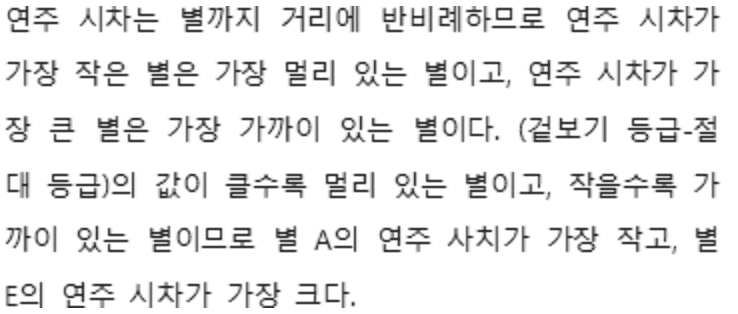 연주 시차는 별까지 거리에 반비례하므로 연주 시차가
가장 작은 별은 가장 멀리 있는 별이고, 연주 시차가 가
장 큰 별은 가장 가까이 있는 별이다. (겉보기 등급-절
대 등급)의 값이 클수록 멀리 있는 별이고, 작을수록 가
까이 있는 별이므로 별 A의 연주 사치가 가장 작고, 별
E의 연주 시차가 가장 크다.